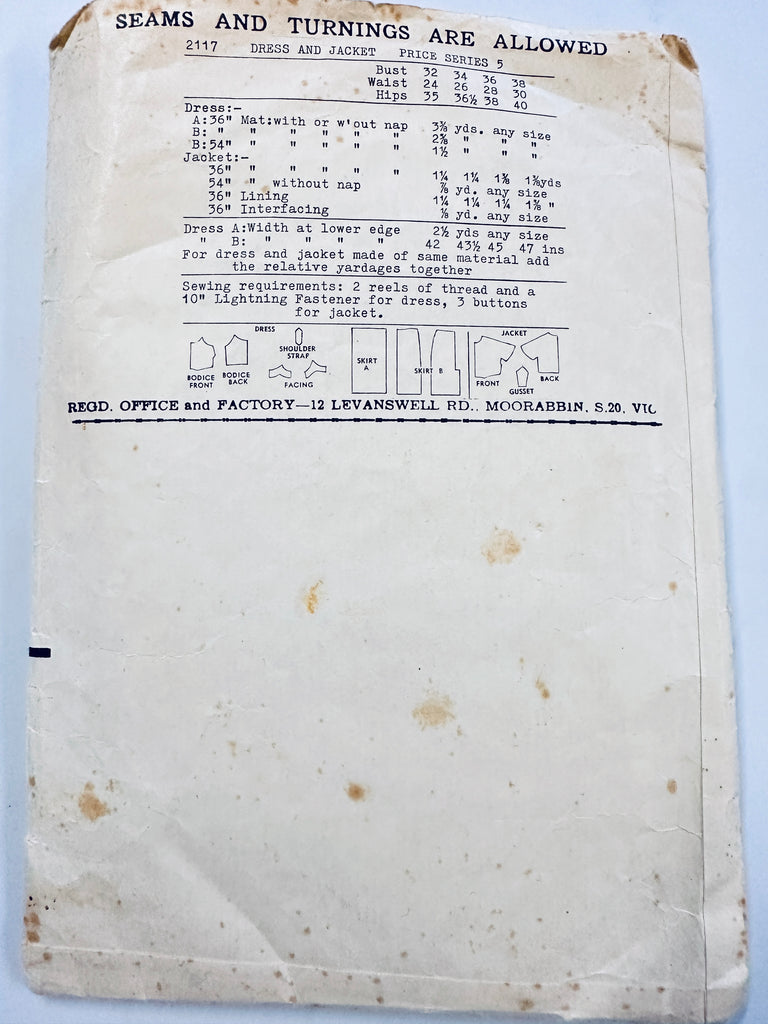 SEAMS AND TURNINGS ARE ALLOWED
2117 DRESS AND JACKET PRICE SERIES 5
Bust 32 34 36 38
Waist 24 26 28 30
Hips 35 36½ 38 40
Dress:-
A:36" Mat:with or w'out nap 3⅜ yds. any size
B: " " " " " " 2⅝ " " "
B:54" " " " " " 1½ " " "
Jacket:-
36" " " " " " 1¼ 1¼ 1⅜ 1⅜yds
54" " without nap ⅞ yd. any size
36" Lining 1¼ 1¼ 1¼ 1⅜ "
36" Interfacing ⅛ yd. any size
Dress A:Width at lower edge 2½ yds any size
" B: " " " " 42 43½ 45 47 ins
For dress and jacket made of same material add
the relative yardages together
Sewing requirements: 2 reels of thread and a
10" Lightning Fastener for dress, 3 buttons
for jacket.
DRESS
BODICE FRONT
BODICE BACK
SHOULDER STRAP
FACING
SKIRT A
SKIRT B
JACKET
FRONT
GUSSET
BACK
REGD. OFFICE and FACTORY—12 LEVANSWELL RD., MOORABBIN, S.20, VIC